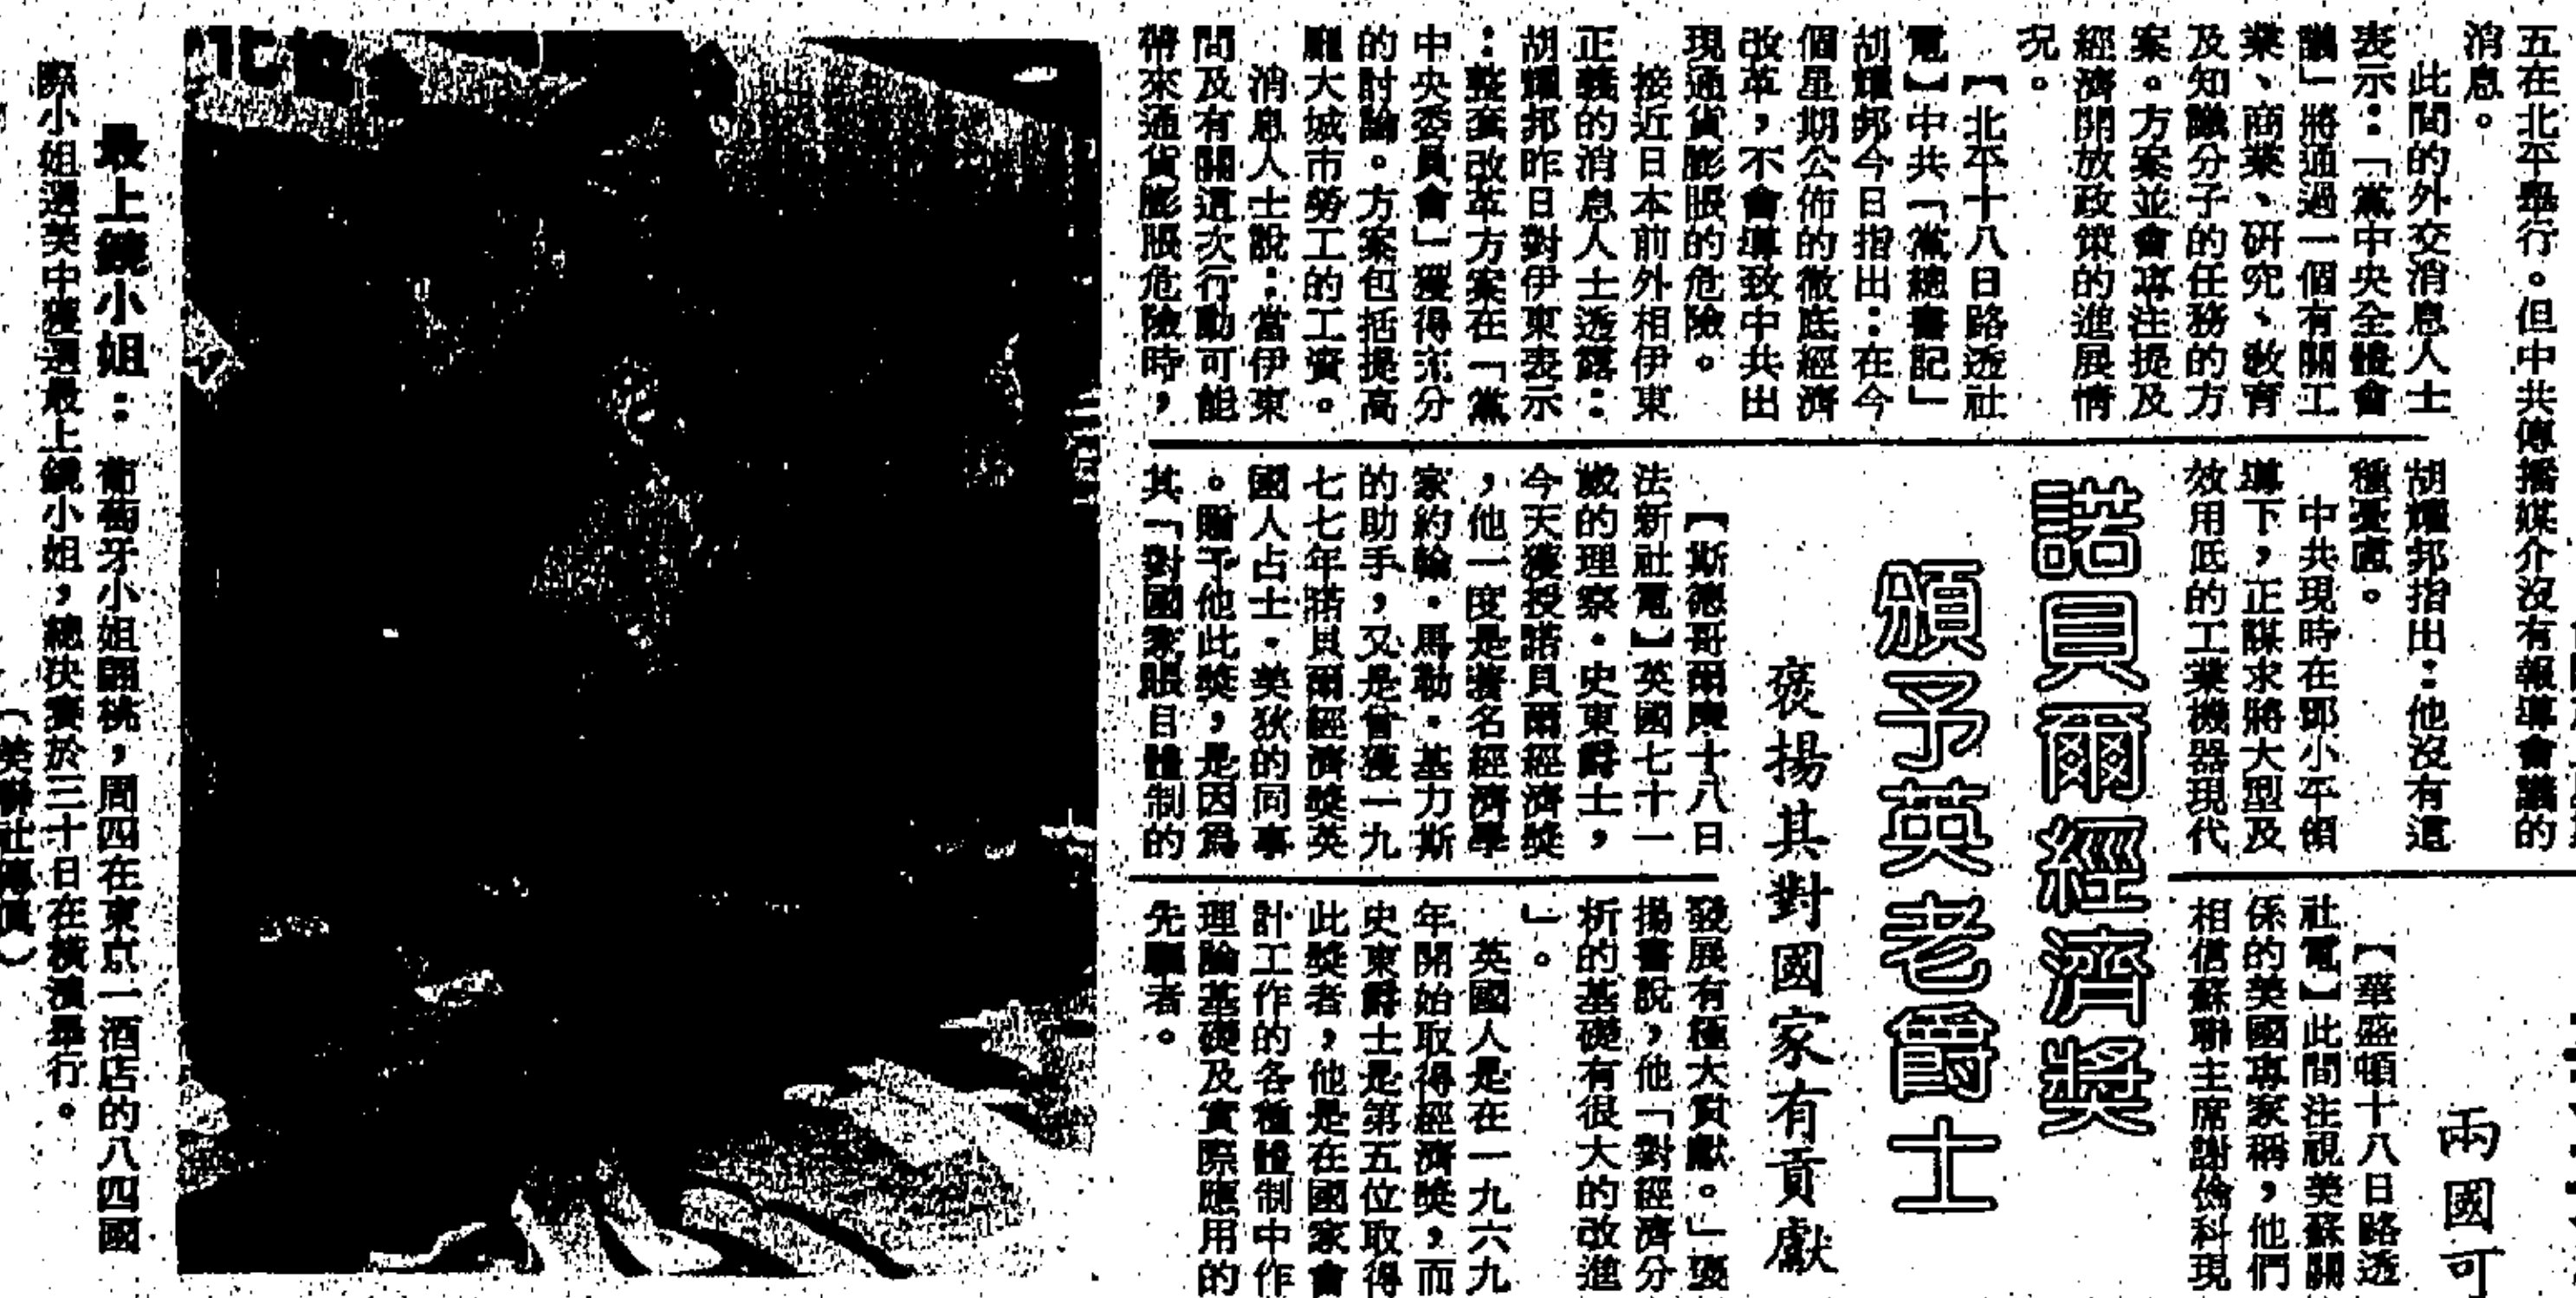 五在北平舉行。但中共傳播媒介沒有報導會議的
消息。
此間的外交消息人士
表示：「黨中央全體會
議」將通過一個有關工
業、商業、研究、教育
及知識分子的任務的方
案。方案並會專注提及
經濟開放政策的進展情
況。
【北平十八日路透社
電】中共「黨總書記」
胡耀邦今日指出：在今
個星期公佈的徹底經濟
改革，不會導致中共出
現通貨膨脹的危險。
接近日本前外相伊東
正義的消息人士透露：
胡耀邦昨日對伊東表示
：整套改革方案在「黨
中央委員會」獲得充分
的討論。方案包括提高
龐大城市勞工的工資。
消息人士說：當伊東
問及有關這次行動可能
帶來通貨膨脹危險時，
胡耀邦指出：他沒有這
種憂慮。
中共現時在鄧小平領
導下，正謀求將大型及
效用低的工業機器現代
諾貝爾經濟獎
頒予英老爵士
褒揚其對國家有貢獻
【斯德哥爾摩十八日
法新社電】英國七十一
歲的理察・史東爵士，
今天獲授諾貝爾經濟獎
，他一度是著名經濟學
家約翰・馬勒・基力斯
的助手，又是曾獲一九
七七年諾貝爾經濟獎英
國人占士・美狄的同事
。贈予他此獎，是因為
其「對國家賬目體制的
發展有極大貢獻。」頌
揚書說，他「對經濟分
析的基礎有很大的改進
」。
英國人是在一九六九
年開始取得經濟獎，而
史東爵士是第五位取得
此獎者，他是在國家會
計工作的各種體制中作
理論基礎及實際應用的
先驅者。
兩國可
【華盛頓十八日路透
社電】此間注視美蘇關
係的美國專家稱，他們
相信蘇聯主席謝倫科現
最上鏡小姐：葡萄牙小姐，周四在東京一酒店的八四國
際小姐選美中獲選最上鏡小姐，總決賽於三十日在橫濱舉行。
（美聯社傳真）